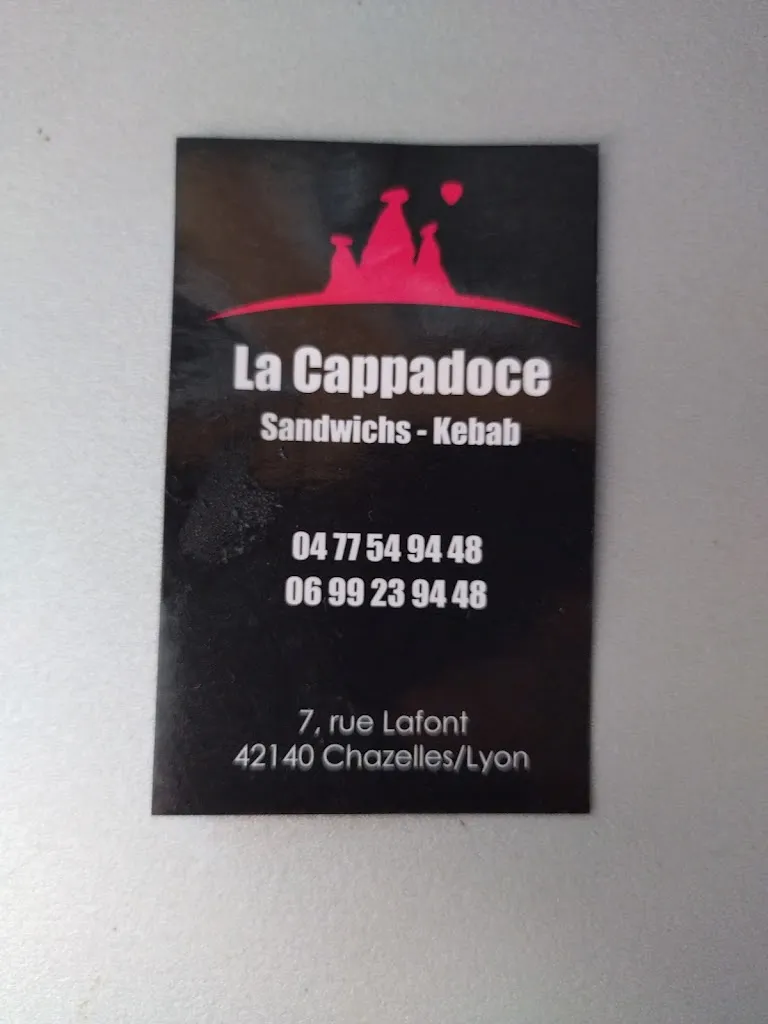 La Cappadoce
Sandwichs - Kebab
04 77 54 94 48
06 99 23 94 48
7, rue Lafont
42140 Chazelles/Lyon